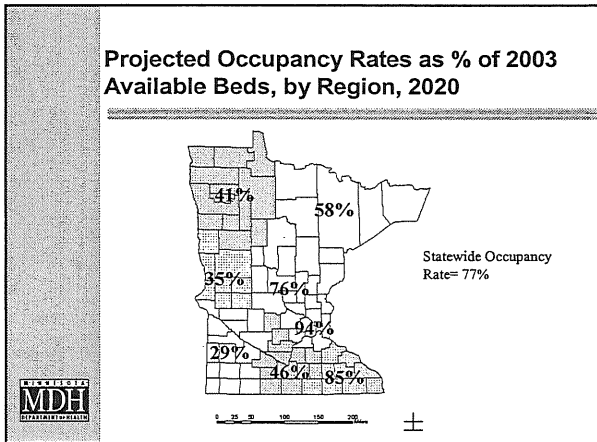 Projected Occupancy Rates as % of 2003
Available Beds, by Region, 2020
41%
58%
Statewide Occupancy
Rate= 77%
35%
76%
94%
29%
46%
85%
MINNESOTA
MDH
DEPARTMENT OF HEALTH
0 25 50 100 150 200